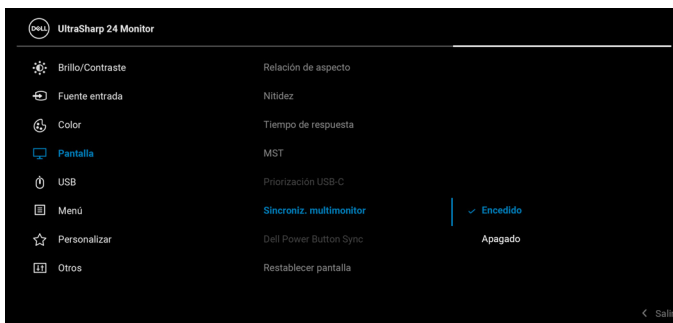 DELL UltraSharp 24 Monitor
Brillo/Contraste Relación de aspecto
Fuente entrada Nitidez
Color Tiempo de respuesta
Pantalla MST
USB Priorización USB-C
Menú Sincroniz. multimonitor Encedido
Personalizar Dell Power Button Sync Apagado
Otros Restablecer pantalla
Salir